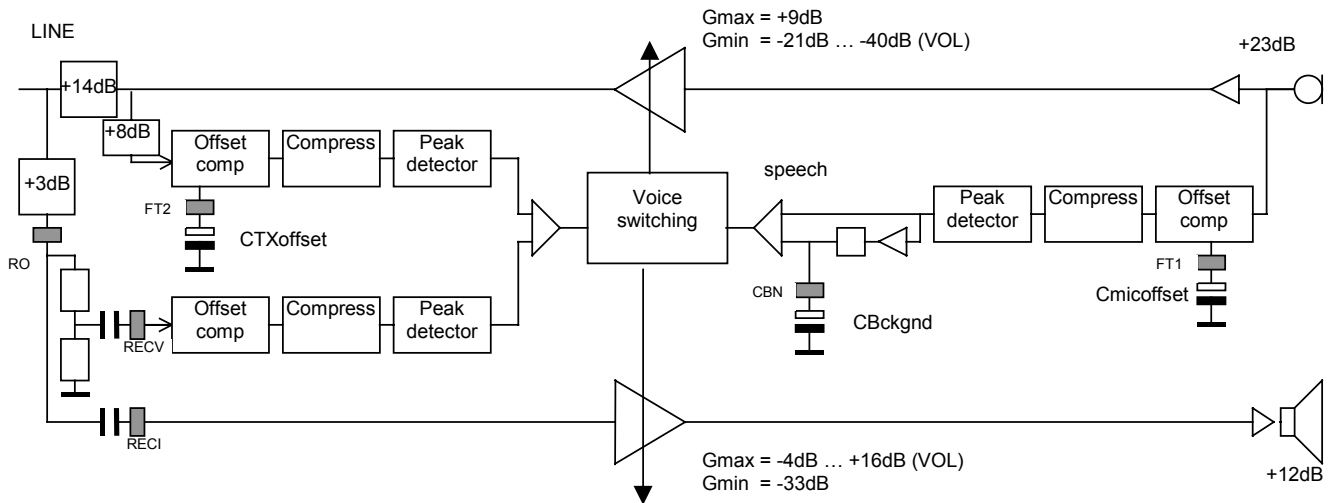 Gmax = +9dB
Gmin = -21dB … -40dB (VOL)
LINE
+23dB
+14dB
+8dB
Offset comp
Compress
Peak detector
+3dB
speech
Voice switching
Peak detector
Compress
Offset comp
FT2
CTXoffset
RO
FT1
CBN
Cmicoffset
CBckgnd
Offset comp
Compress
Peak detector
RECV
RECI
Gmax = -4dB … +16dB (VOL)
Gmin = -33dB
+12dB